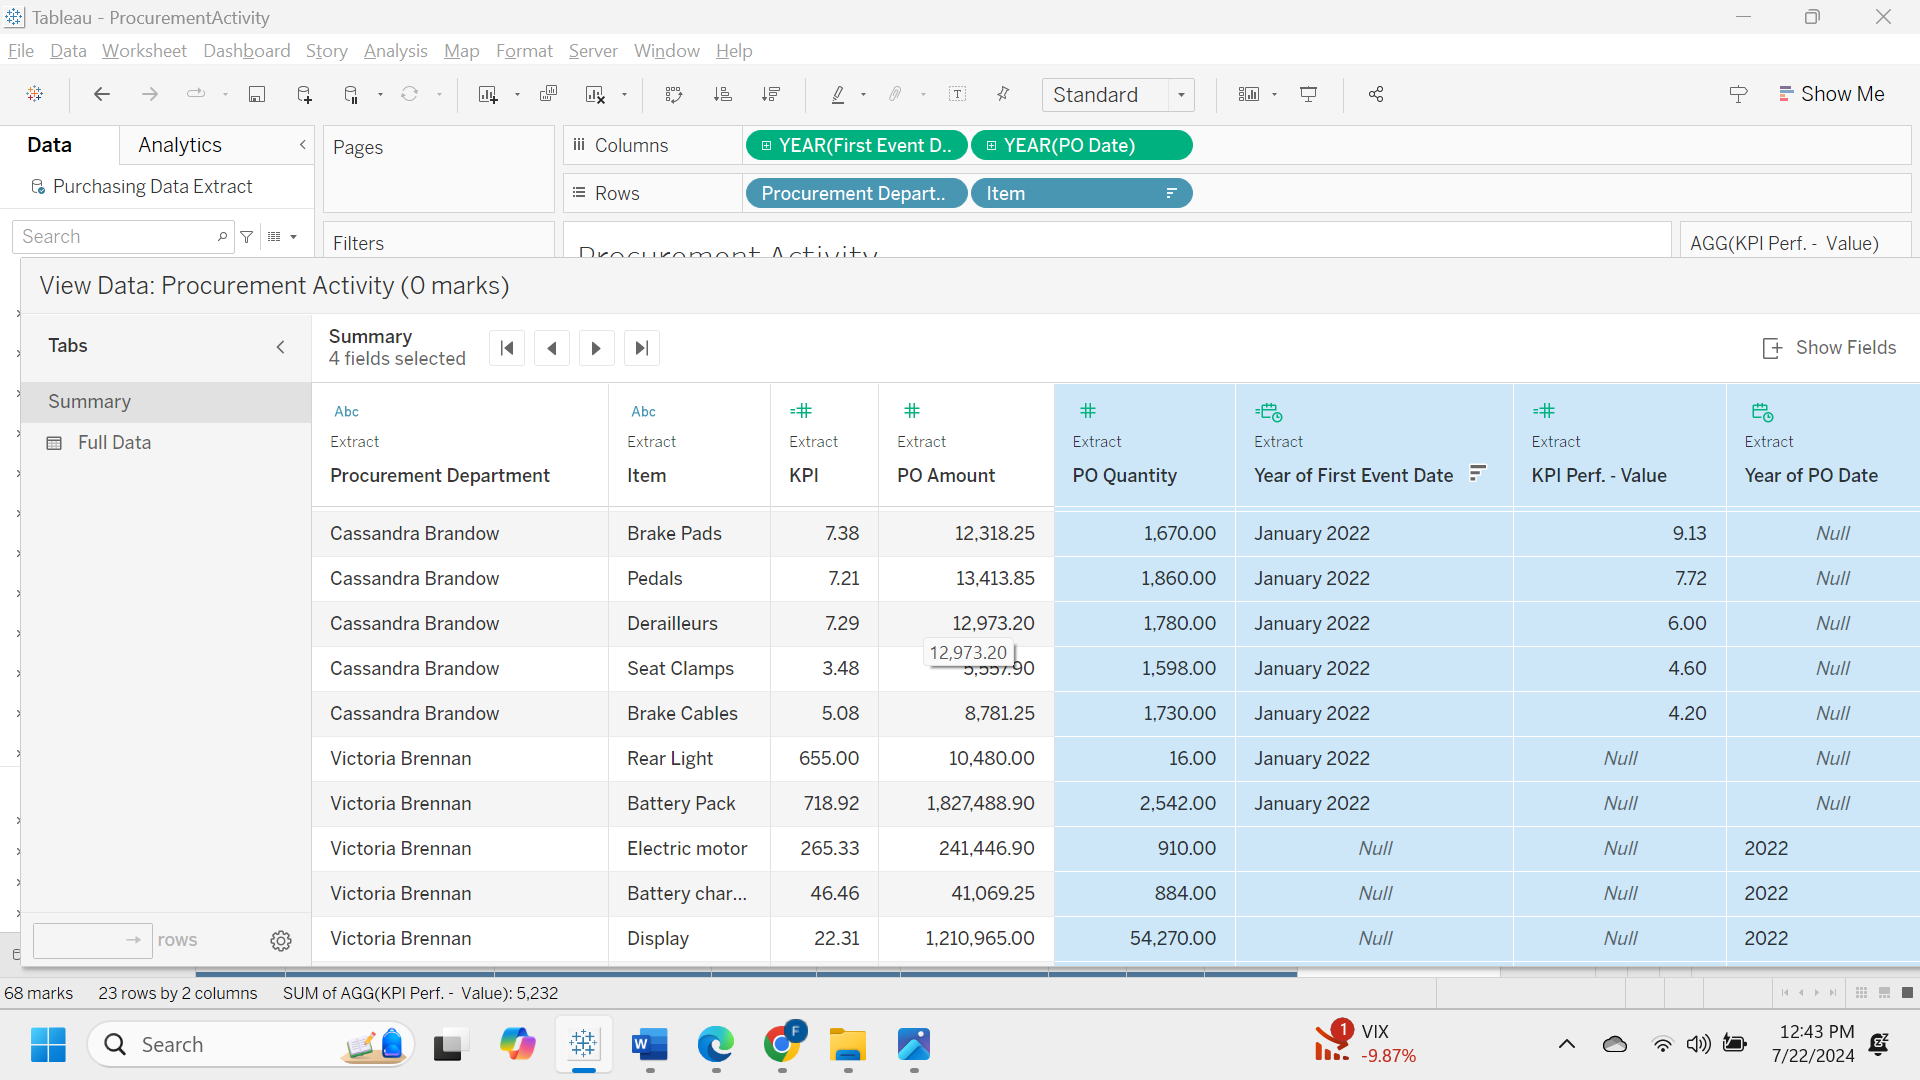 Tableau - ProcurementActivity
File Data Worksheet Dashboard Story Analysis Map Format Server Window Help
Standard
Show Me
Data Analytics
Pages
Columns YEAR(First Event D.. YEAR(PO Date)
Purchasing Data Extract
Rows Procurement Depart.. Item
Search
Filters
AGG(KPI Perf. - Value)
Procurement Activity
View Data: Procurement Activity (0 marks)
Tabs
Summary
4 fields selected
Show Fields
Summary
Full Data
Abc Abc
Extract Extract Extract Extract Extract Extract Extract Extract
Procurement Department Item KPI PO Amount PO Quantity Year of First Event Date KPI Perf. - Value Year of PO Date
Cassandra Brandow Brake Pads 7.38 12,318.25 1,670.00 January 2022 9.13 Null
Cassandra Brandow Pedals 7.21 13,413.85 1,860.00 January 2022 7.72 Null
Cassandra Brandow Derailleurs 7.29 12,973.20 1,780.00 January 2022 6.00 Null
12,973.20
Cassandra Brandow Seat Clamps 3.48 5,557.90 1,598.00 January 2022 4.60 Null
Cassandra Brandow Brake Cables 5.08 8,781.25 1,730.00 January 2022 4.20 Null
Victoria Brennan Rear Light 655.00 10,480.00 16.00 January 2022 Null Null
Victoria Brennan Battery Pack 718.92 1,827,488.90 2,542.00 January 2022 Null Null
Victoria Brennan Electric motor 265.33 241,446.90 910.00 Null Null 2022
Victoria Brennan Battery char... 46.46 41,069.25 884.00 Null Null 2022
Victoria Brennan Display 22.31 1,210,965.00 54,270.00 Null Null 2022
rows
68 marks 23 rows by 2 columns SUM of AGG(KPI Perf. - Value): 5,232
Search
F
1
VIX
-9.87%
12:43 PM
7/22/2024